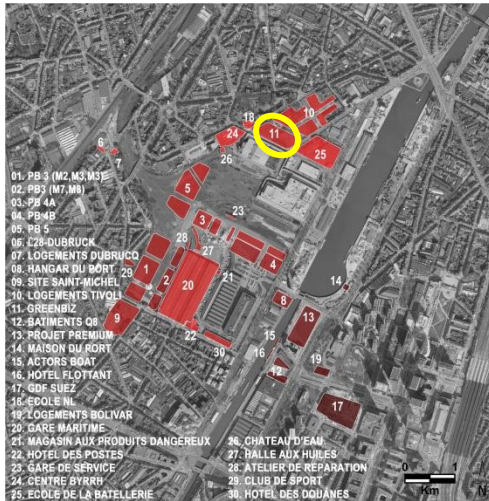 10
18
24
11
26
25
6
7
5
23
3
01. PB 3 (M2,M3,M3)
02. PB3 (M7,M8)
03. PB 4A
04. PB 4B
05. PB 5
06. L28-DUBRUCK
07. LOGEMENTS DUBRUCQ
08. HANGAR DU PORT
09. SITE SAINT-MICHEL
10. LOGEMENTS TIVOLI
11. GREENBIZ
12. BATIMENTS Q8
13. PROJET PREMIUM
14. MAISON DU PORT
15. ACTORS BOAT
16. HOTEL FLOTTANT
17. GDF SUEZ
18. ECOLE NL
19. LOGEMENTS BOLIVAR
20. GARE MARITIME
21. MAGASIN AUX PRODUITS DANGEREUX
22. HOTEL DES POSTES
23. GARE DE SERVICE
24. CENTRE BYRRH
25. ECOLE DE LA BATELLERIE
26. CHATEAU D'EAU
27. HALLE AUX HUILES
28. ATELIER DE REPARATION
29. CLUB DE SPORT
30. HOTEL DES DOUANES
28
27
29
1
2
20
21
4
14
8
9
22
30
13
15
16
12
19
17
0 1
Km
N